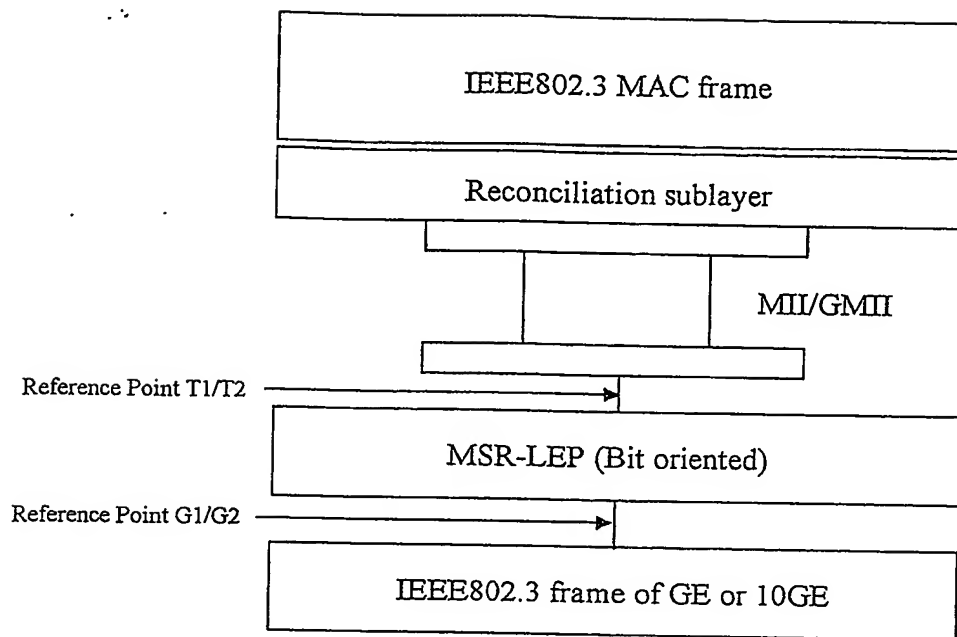 IEEE802.3 MAC frame
Reconciliation sublayer
MII/GMII
Reference Point T1/T2
MSR-LEP (Bit oriented)
Reference Point G1/G2
IEEE802.3 frame of GE or 10GE